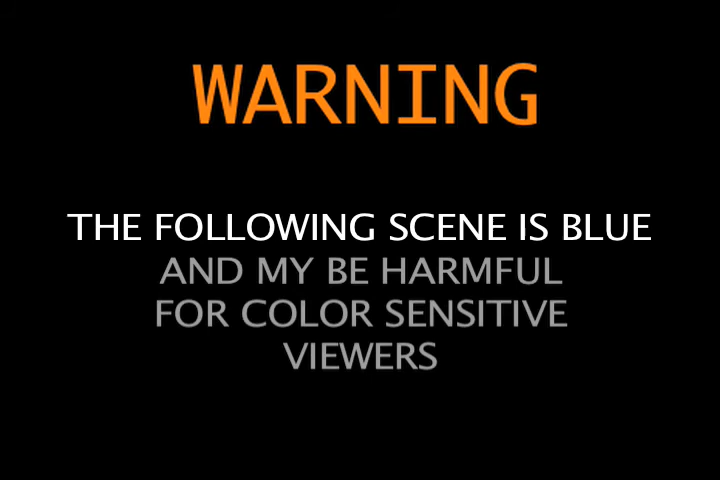 WARNING
THE FOLLOWING SCENE IS BLUE
AND MY BE HARMFUL
FOR COLOR SENSITIVE
VIEWERS